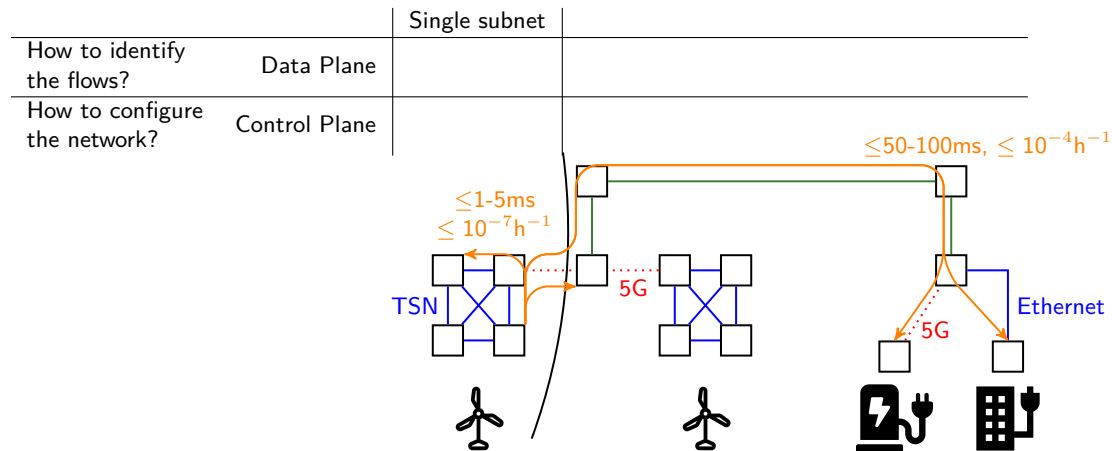 Single subnet
How to identify
the flows?
Data Plane
How to configure
the network?
Control Plane
≤50-100ms, ≤ 10⁻⁴h⁻¹
≤1-5ms
≤ 10⁻⁷h⁻¹
5G
TSN
Ethernet
5G